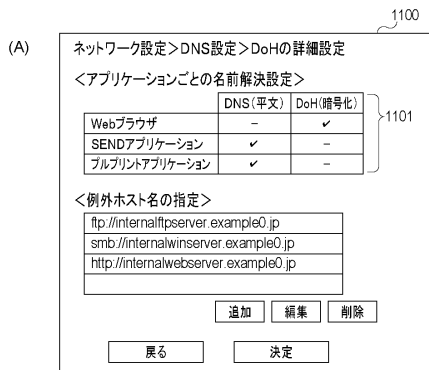 1100
(A)
ネットワーク設定>DNS設定>DoHの詳細設定
<アプリケーションごとの名前解決設定>
DNS(平文) DoH(暗号化)
Webブラウザ － ✔
SENDアプリケーション ✔ －
プルプリントアプリケーション ✔ －
1101
<例外ホスト名の指定>
ftp://internalftpserver.example0.jp
smb://internalwinserver.example0.jp
http://internalwebserver.example0.jp
追加 編集 削除
戻る 決定